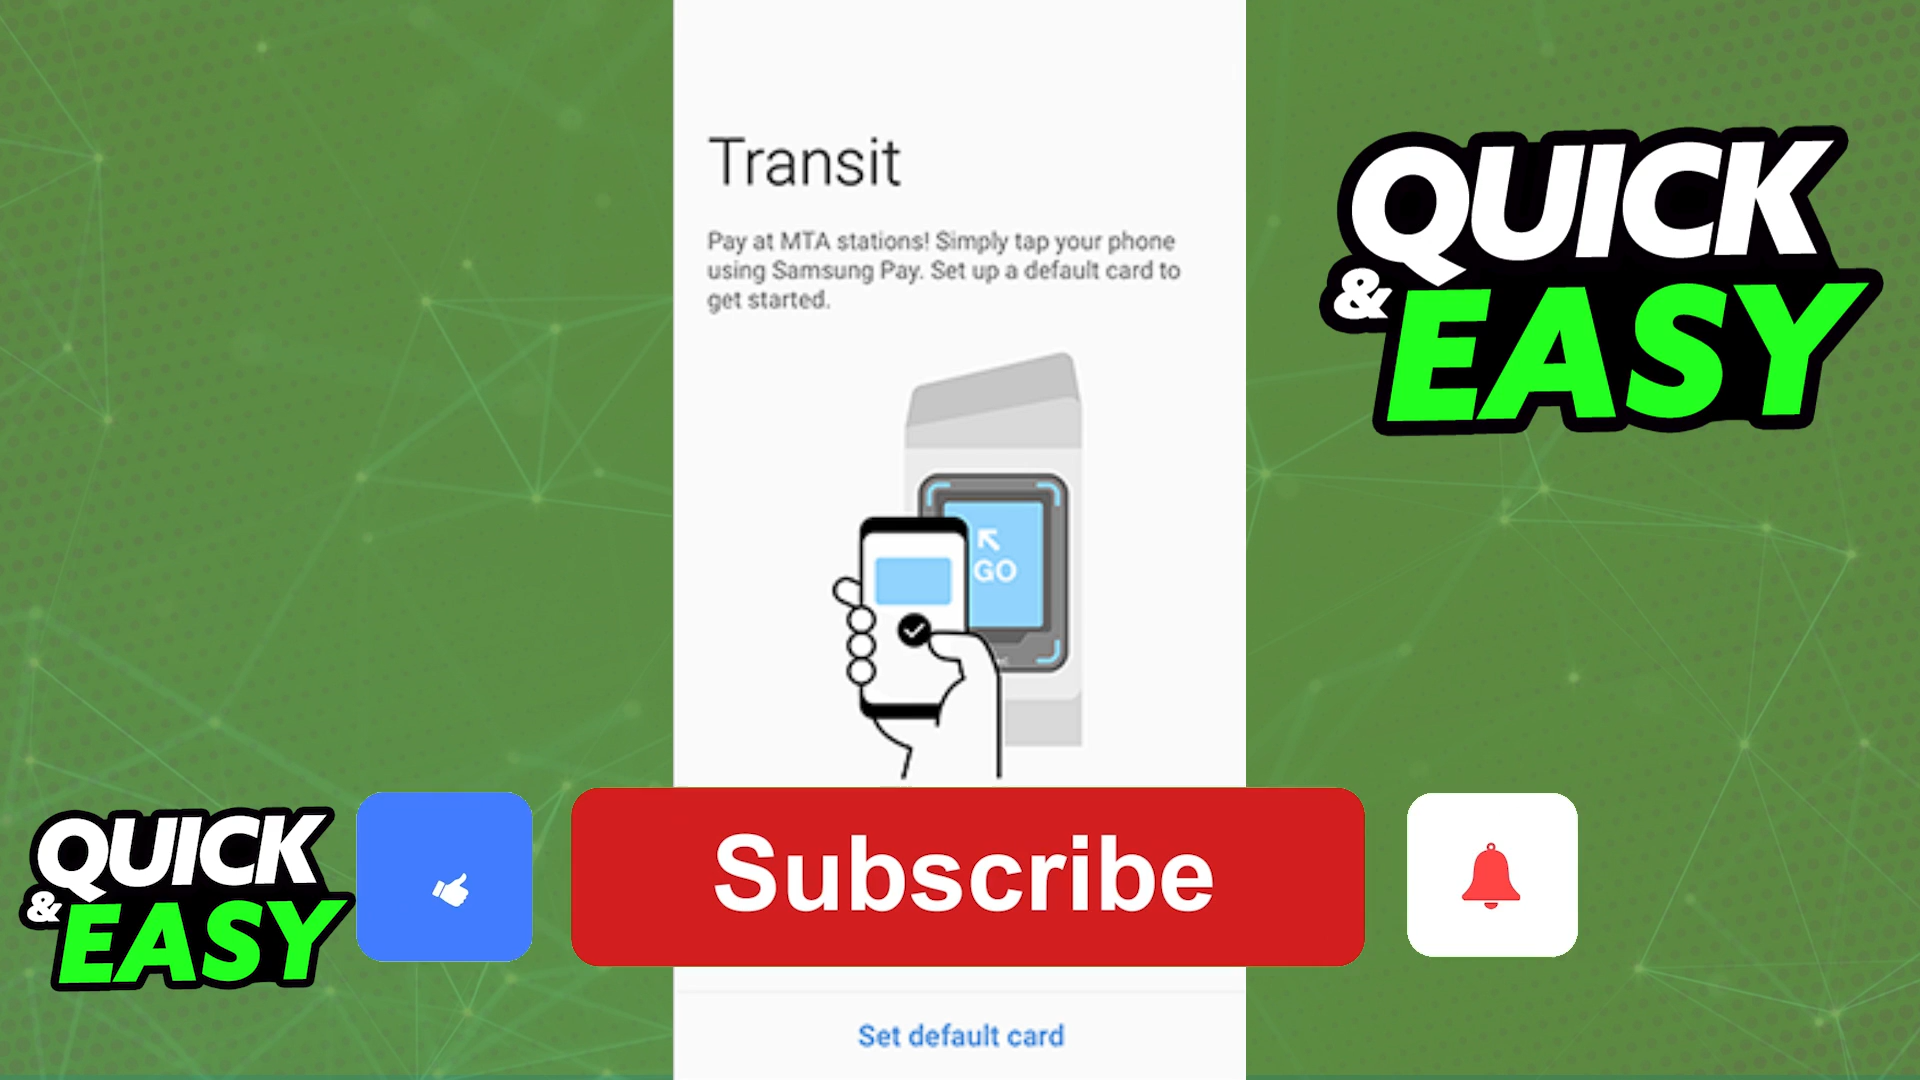 Transit
Pay at MTA stations! Simply tap your phone
using Samsung Pay. Set up a default card to
get started.
GO
QUICK
& EASY
QUICK
& EASY
Subscribe
Set default card